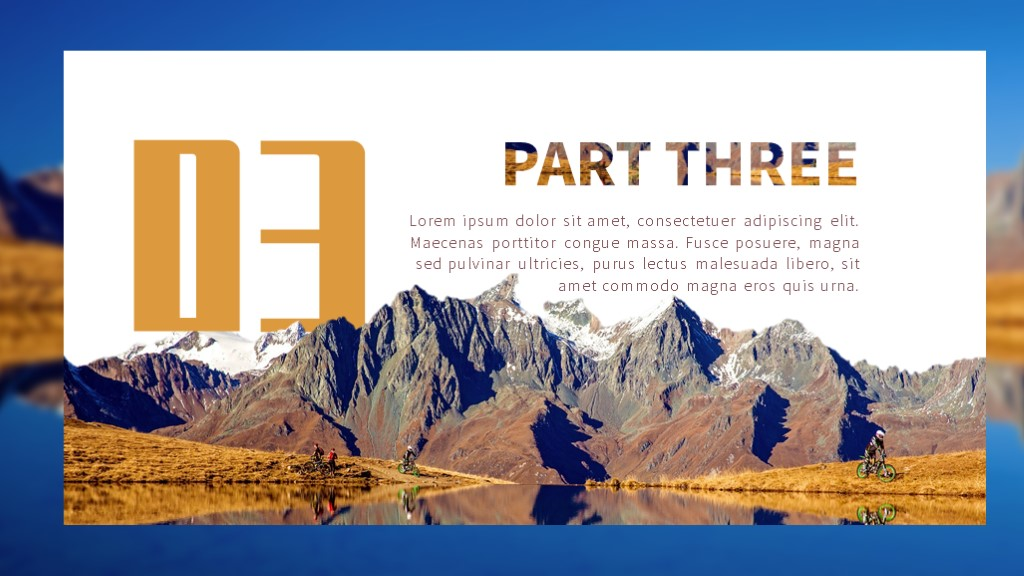 03
PART THREE
Lorem ipsum dolor sit amet, consectetuer adipiscing elit.
Maecenas porttitor congue massa. Fusce posuere, magna
sed pulvinar ultricies, purus lectus malesuada libero, sit
amet commodo magna eros quis urna.